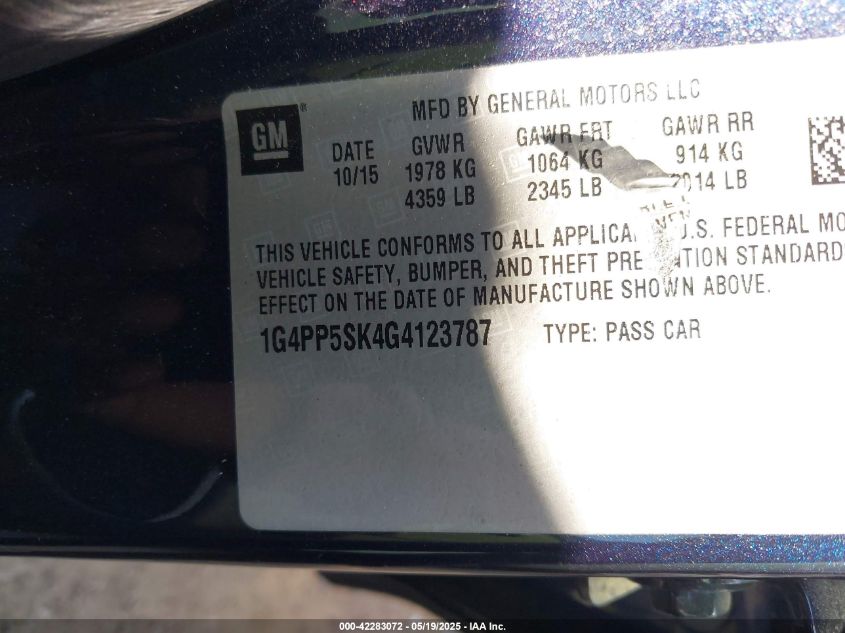 GM ®
MFD BY GENERAL MOTORS LLC
DATE GVWR GAWR FRT GAWR RR
10/15 1978 KG 1064 KG 914 KG
4359 LB 2345 LB 2014 LB
THIS VEHICLE CONFORMS TO ALL APPLICA U.S. FEDERAL MO
VEHICLE SAFETY, BUMPER, AND THEFT PRE TION STANDARD
EFFECT ON THE DATE OF MANUFACTURE SHOWN ABOVE.
1G4PP5SK4G4123787 TYPE: PASS CAR
000-42283072 - 05/19/2025 - IAA Inc.